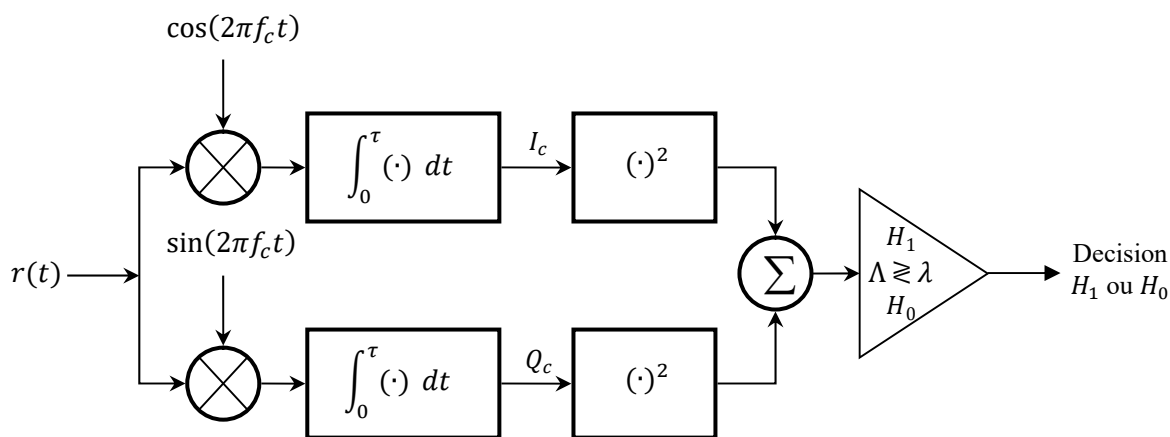 cos(2πf_c t)
∫_0^τ (·) dt
I_c
(·)²
sin(2πf_c t)
r(t)
∑
H_1
Λ ≷ λ
H_0
Decision
H_1 ou H_0
∫_0^τ (·) dt
Q_c
(·)²